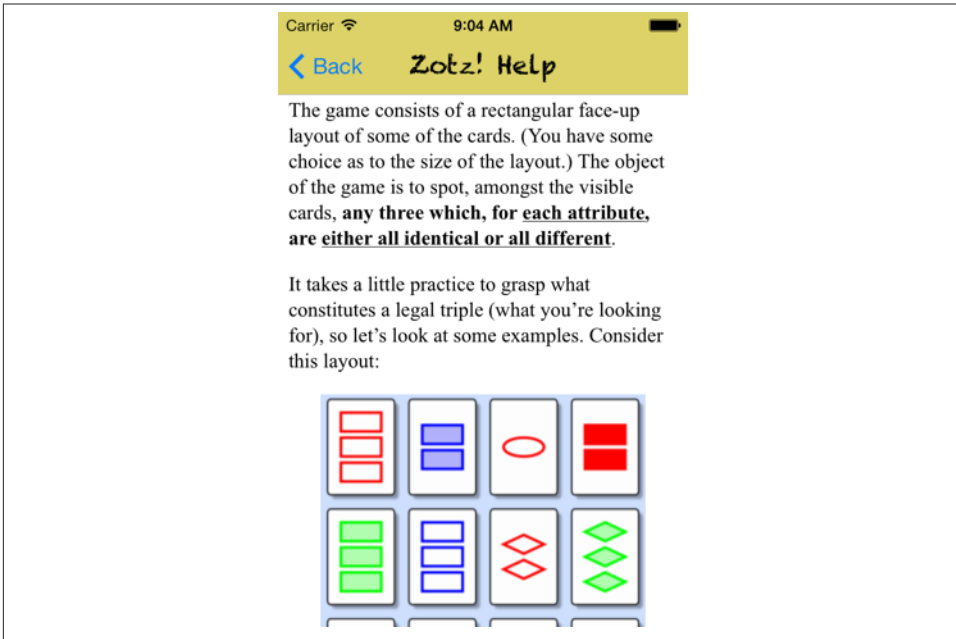 Carrier 9:04 AM
Back Zotz! Help
The game consists of a rectangular face-up
layout of some of the cards. (You have some
choice as to the size of the layout.) The object
of the game is to spot, amongst the visible
cards, any three which, for each attribute,
are either all identical or all different.
It takes a little practice to grasp what
constitutes a legal triple (what you’re looking
for), so let’s look at some examples. Consider
this layout: